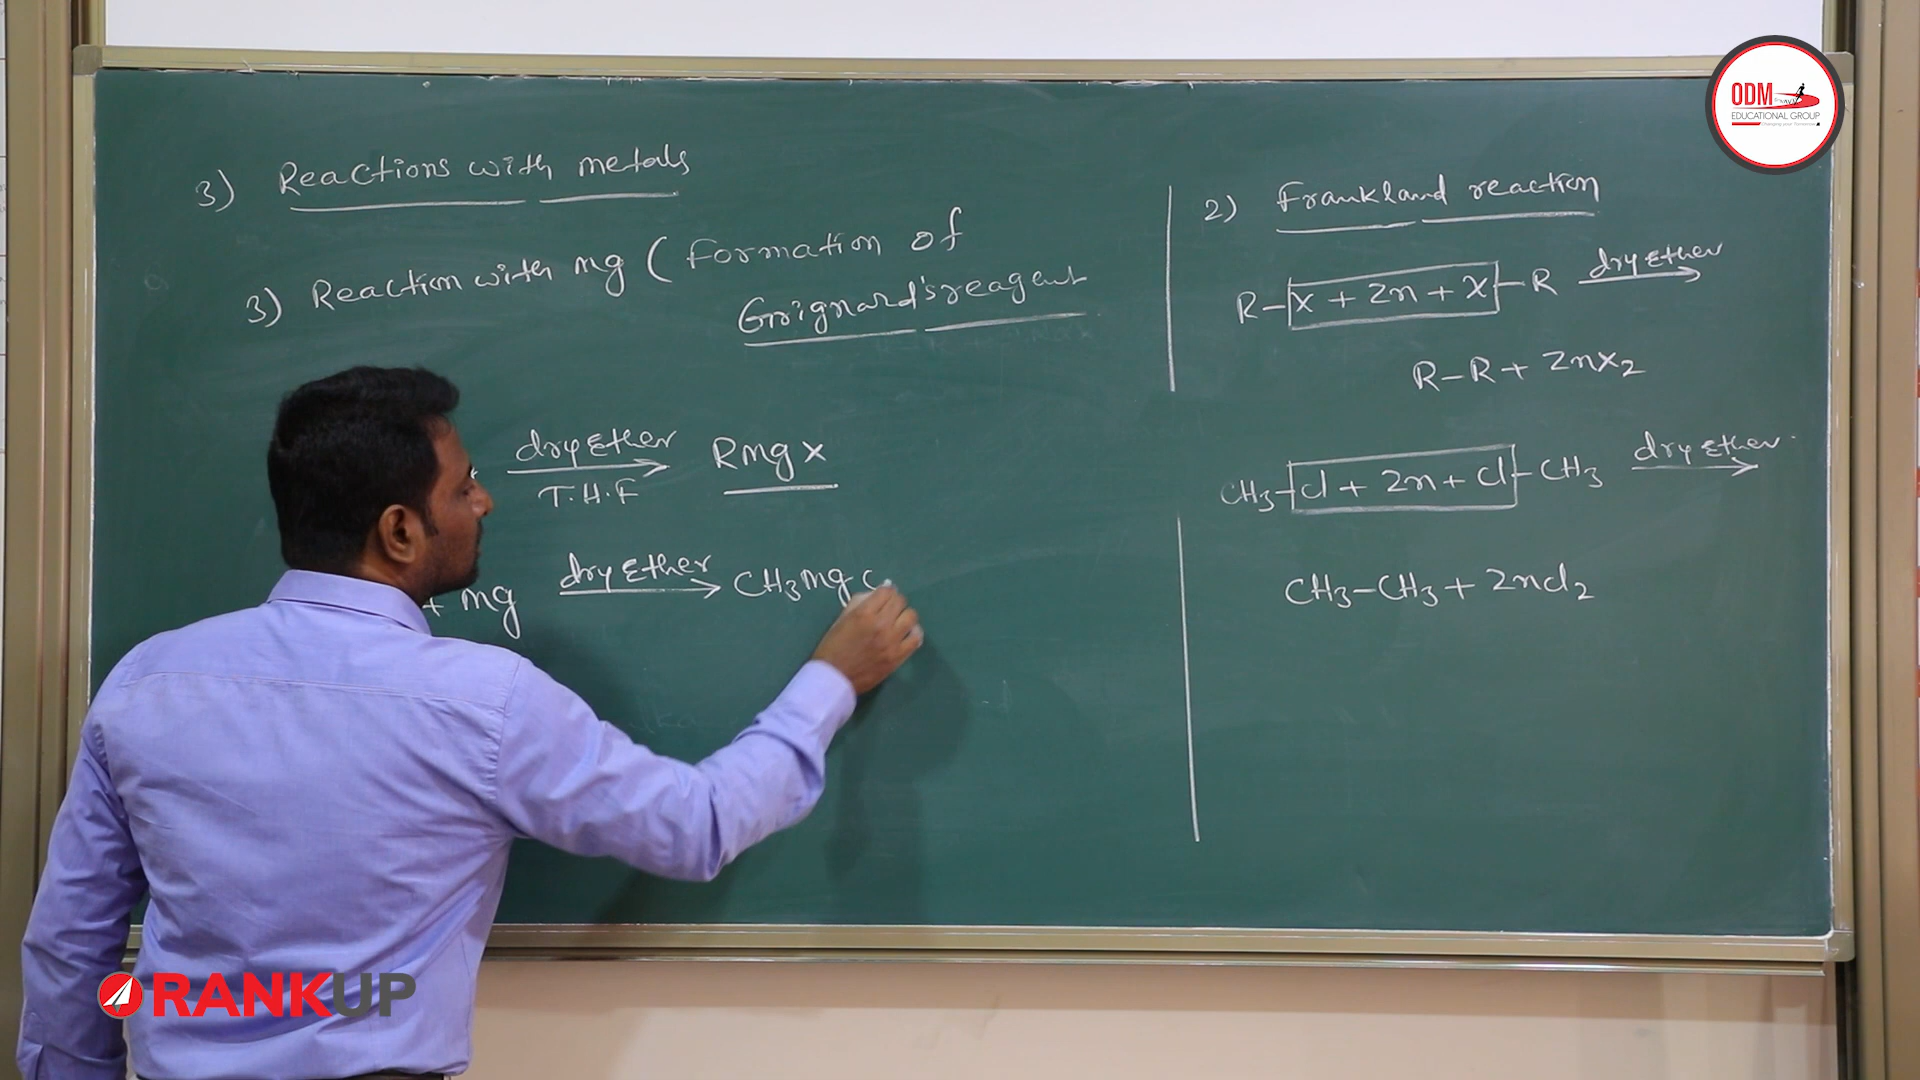 3) Reactions with metals
3) Reaction with mg (Formation of
Grignard's reagent
dry Ether
RmgX
T.H.F
dry Ether
+ mg
CH3mgC
2) Frankland reaction
dry Ether
R-X + Zn + X-R
R-R + ZnX2
dry Ether
CH3-Cl + Zn + Cl-CH3
CH3-CH3 + ZnCl2
ODM
EDUCATIONAL GROUP
RANKUP